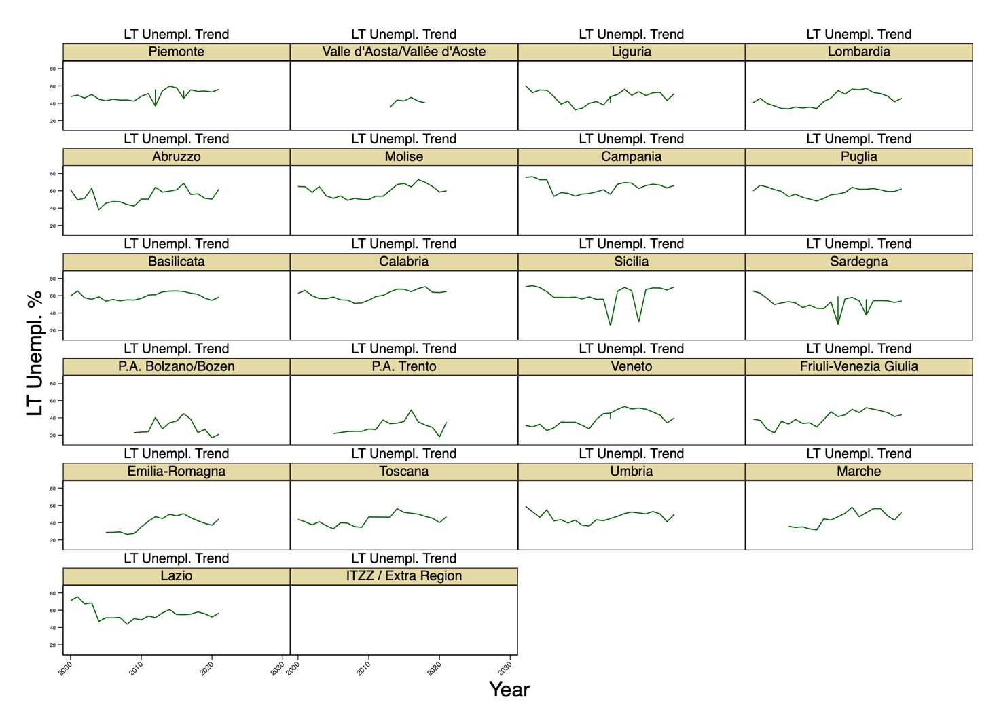 LT Unempl. Trend LT Unempl. Trend LT Unempl. Trend LT Unempl. Trend
Piemonte Valle d'Aosta/Vallée d'Aoste Liguria Lombardia
80
60
40
20
LT Unempl. Trend LT Unempl. Trend LT Unempl. Trend LT Unempl. Trend
Abruzzo Molise Campania Puglia
80
60
40
20
LT Unempl. Trend LT Unempl. Trend LT Unempl. Trend LT Unempl. Trend
Basilicata Calabria Sicilia Sardegna
80
60
40
20
LT Unempl. %
LT Unempl. Trend LT Unempl. Trend LT Unempl. Trend LT Unempl. Trend
P.A. Bolzano/Bozen P.A. Trento Veneto Friuli-Venezia Giulia
80
60
40
20
LT Unempl. Trend LT Unempl. Trend LT Unempl. Trend LT Unempl. Trend
Emilia-Romagna Toscana Umbria Marche
80
60
40
20
LT Unempl. Trend LT Unempl. Trend
Lazio ITZZ / Extra Region
80
60
40
20
2000 2010 2020 2030 2000 2010 2020 2030
Year